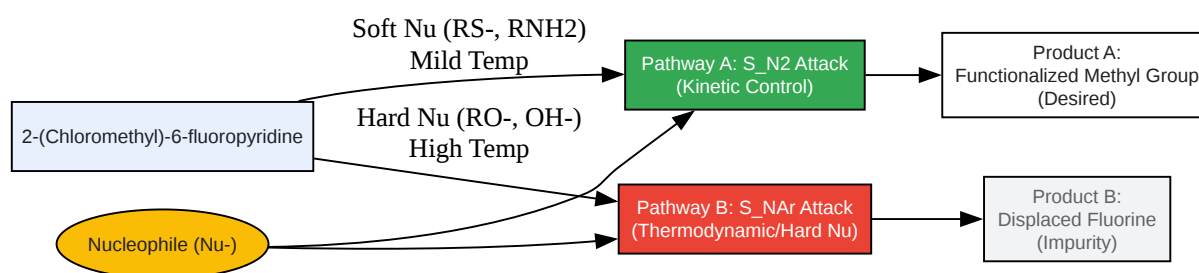 Soft Nu (RS-, RNH2)
Mild Temp
Pathway A: S_N2 Attack
(Kinetic Control)
Product A:
Functionalized Methyl Group
(Desired)
2-(Chloromethyl)-6-fluoropyridine
Hard Nu (RO-, OH-)
High Temp
Pathway B: S_NAr Attack
(Thermodynamic/Hard Nu)
Product B:
Displaced Fluorine
(Impurity)
Nucleophile (Nu-)